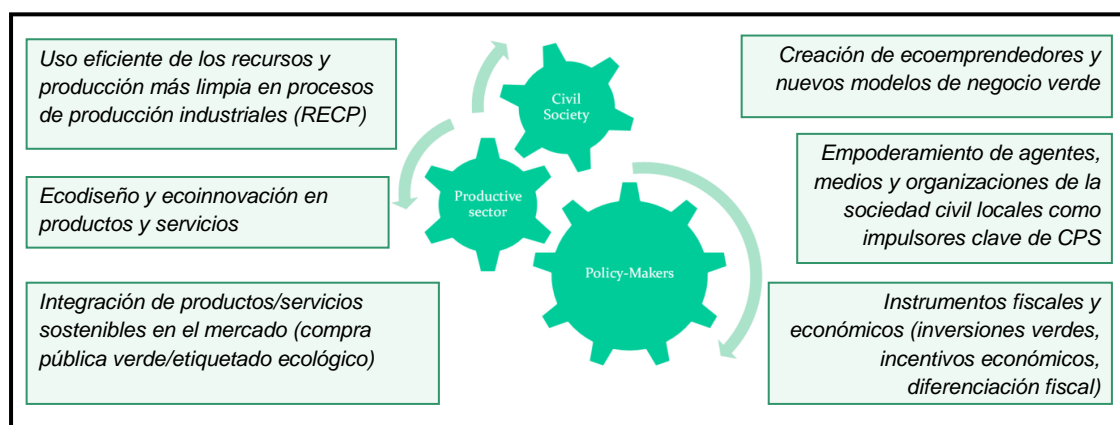 Uso eficiente de los recursos y
producción más limpia en procesos
de producción industriales (RECP)
Ecodiseño y ecoinnovación en
productos y servicios
Integración de productos/servicios
sostenibles en el mercado (compra
pública verde/etiquetado ecológico)
Civil
Society
Productive
sector
Policy-Makers
Creación de ecoemprendedores y
nuevos modelos de negocio verde
Empoderamiento de agentes,
medios y organizaciones de la
sociedad civil locales como
impulsores clave de CPS
Instrumentos fiscales y
económicos (inversiones verdes,
incentivos económicos,
diferenciación fiscal)